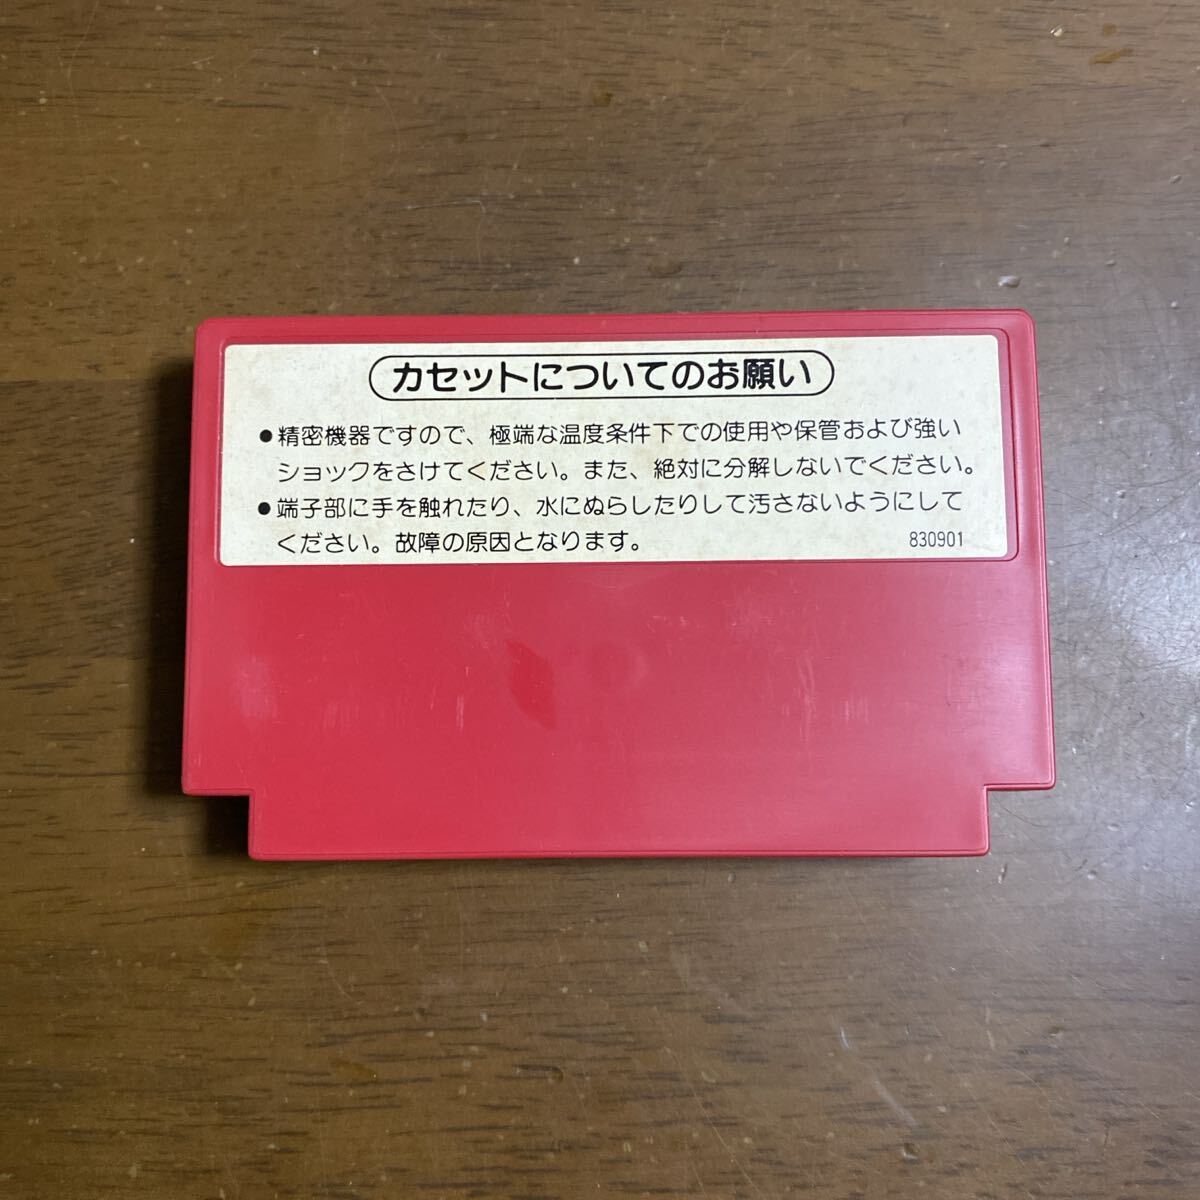 カセットについてのお願い
●精密機器ですので、極端な温度条件下での使用や保管および強い
ショックをさけてください。また、絶対に分解しないでください。
●端子部に手を触れたり、水にぬらしたりして汚さないようにして
ください。故障の原因となります。 830901